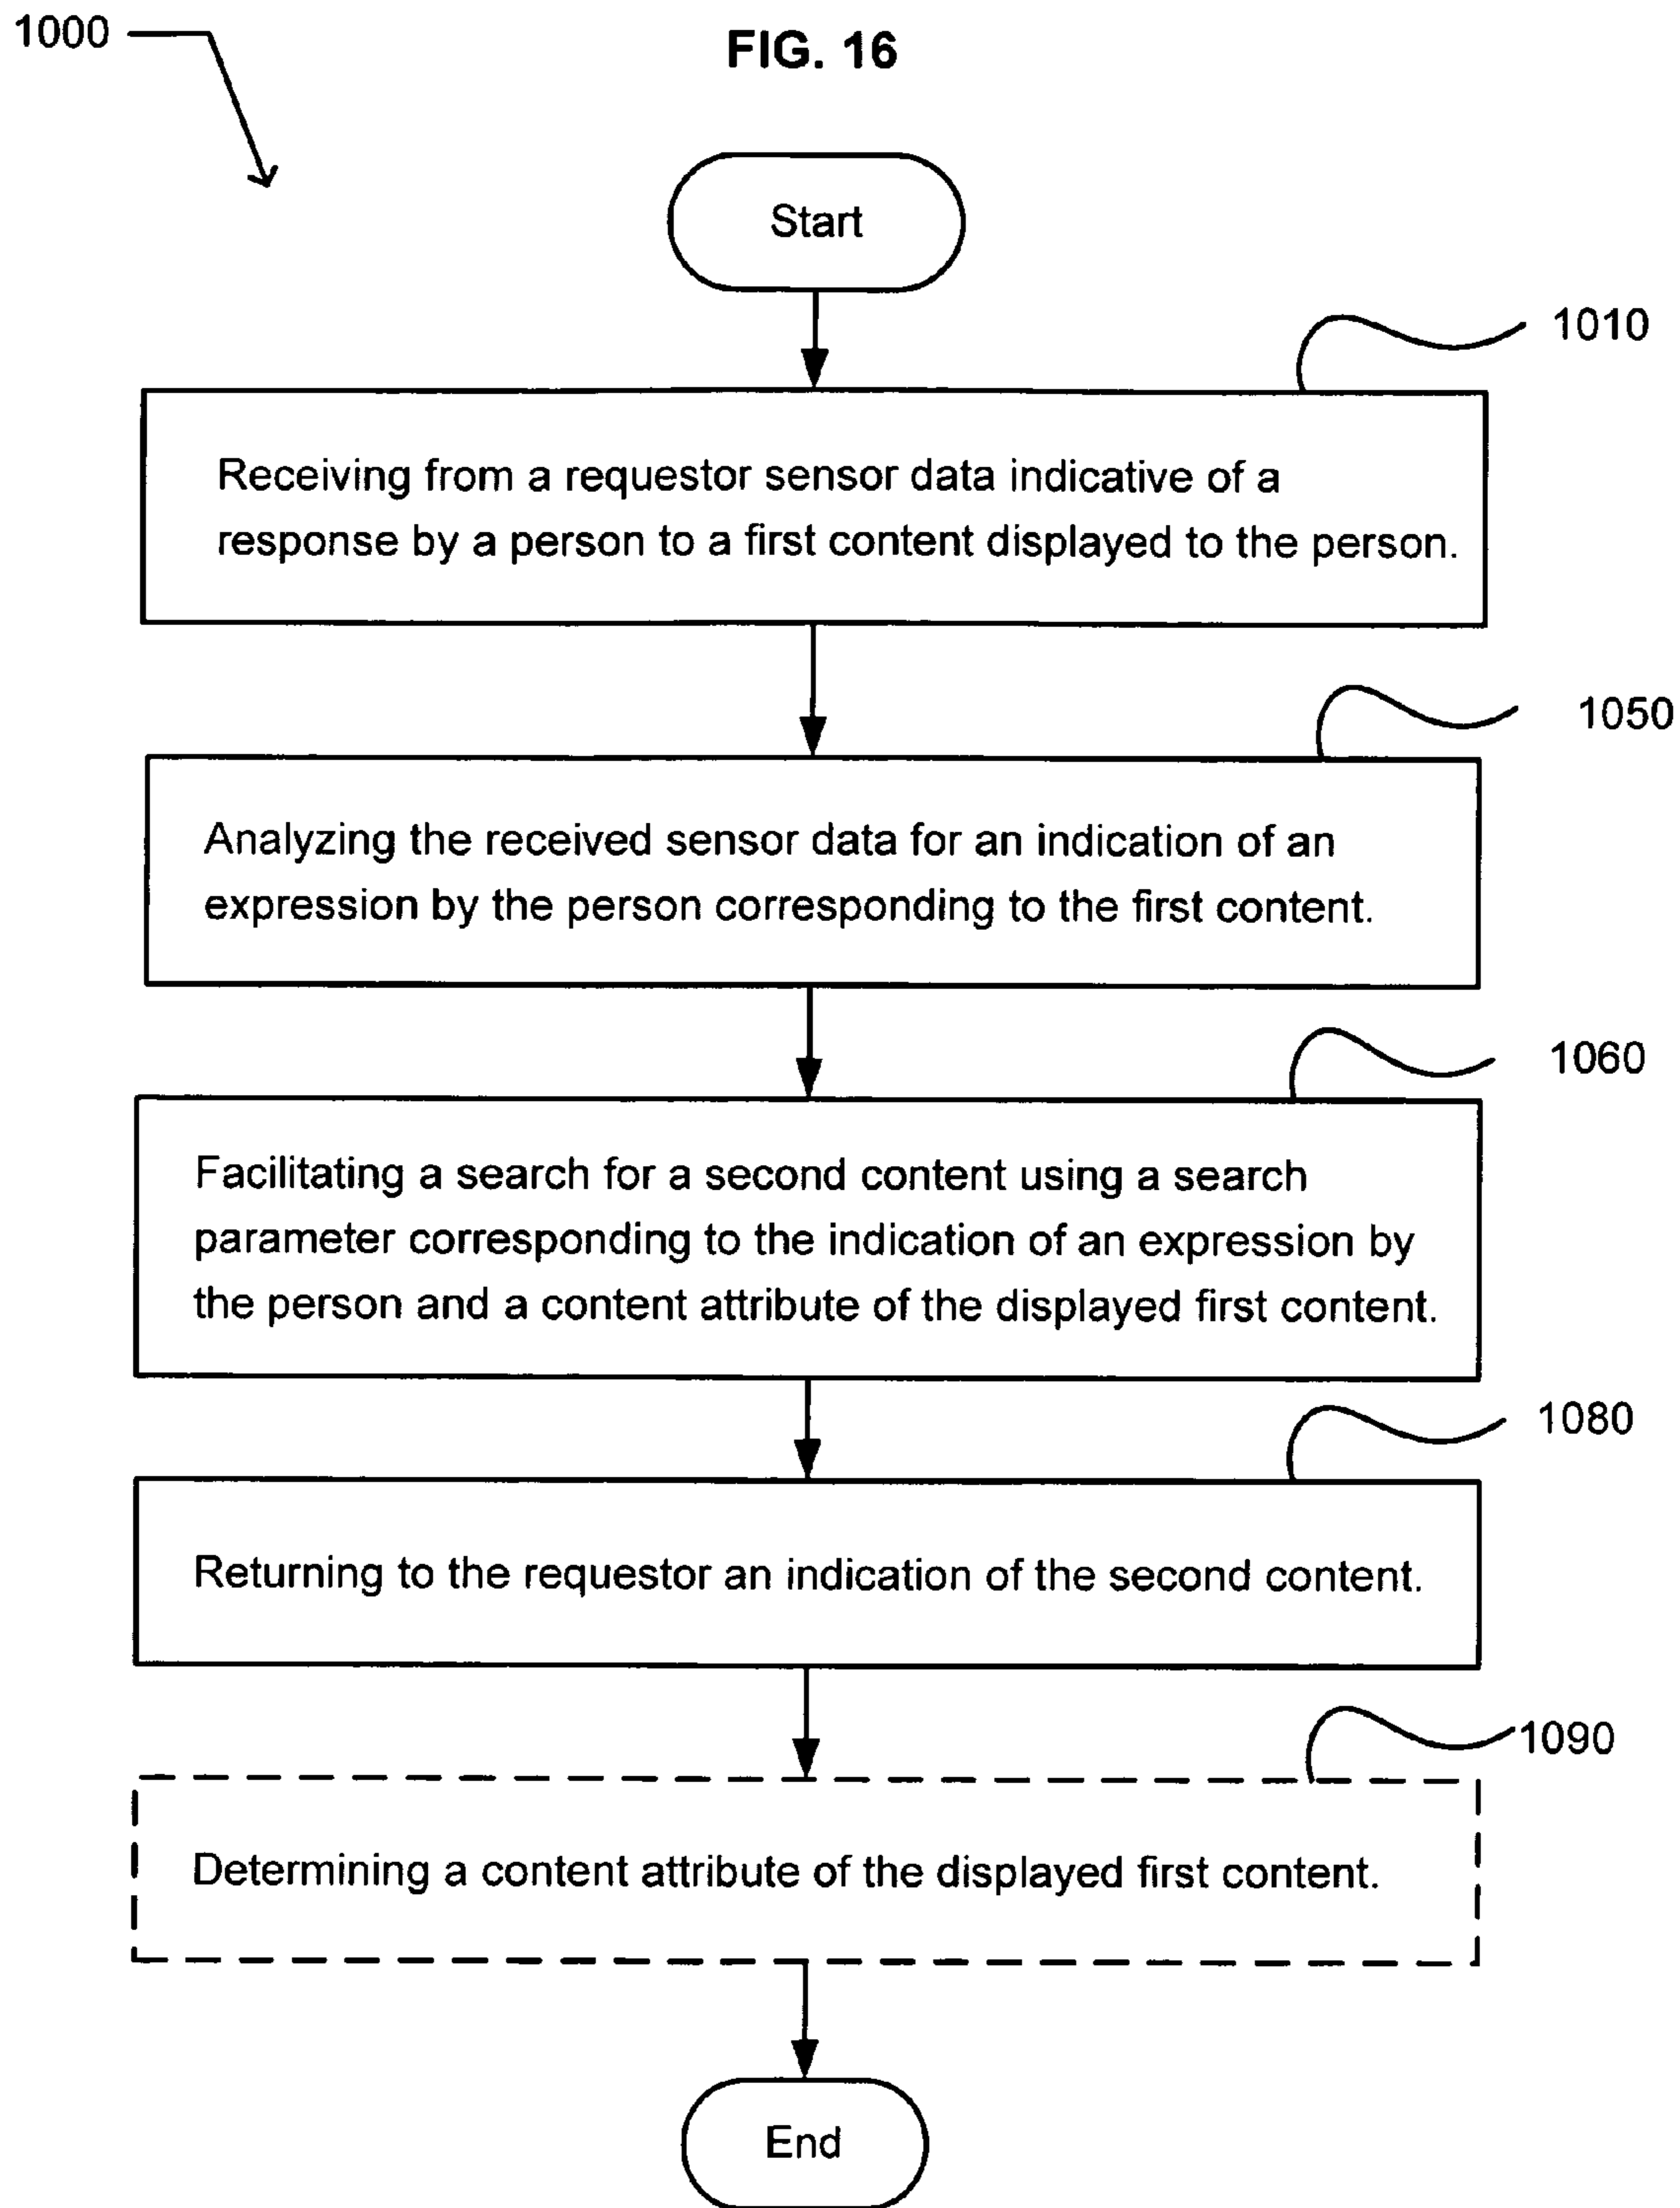 1000
FIG. 16
Start
1010
Receiving from a requestor sensor data indicative of a
response by a person to a first content displayed to the person.
1050
Analyzing the received sensor data for an indication of an
expression by the person corresponding to the first content.
1060
Facilitating a search for a second content using a search
parameter corresponding to the indication of an expression by
the person and a content attribute of the displayed first content.
1080
Returning to the requestor an indication of the second content.
1090
Determining a content attribute of the displayed first content.
End